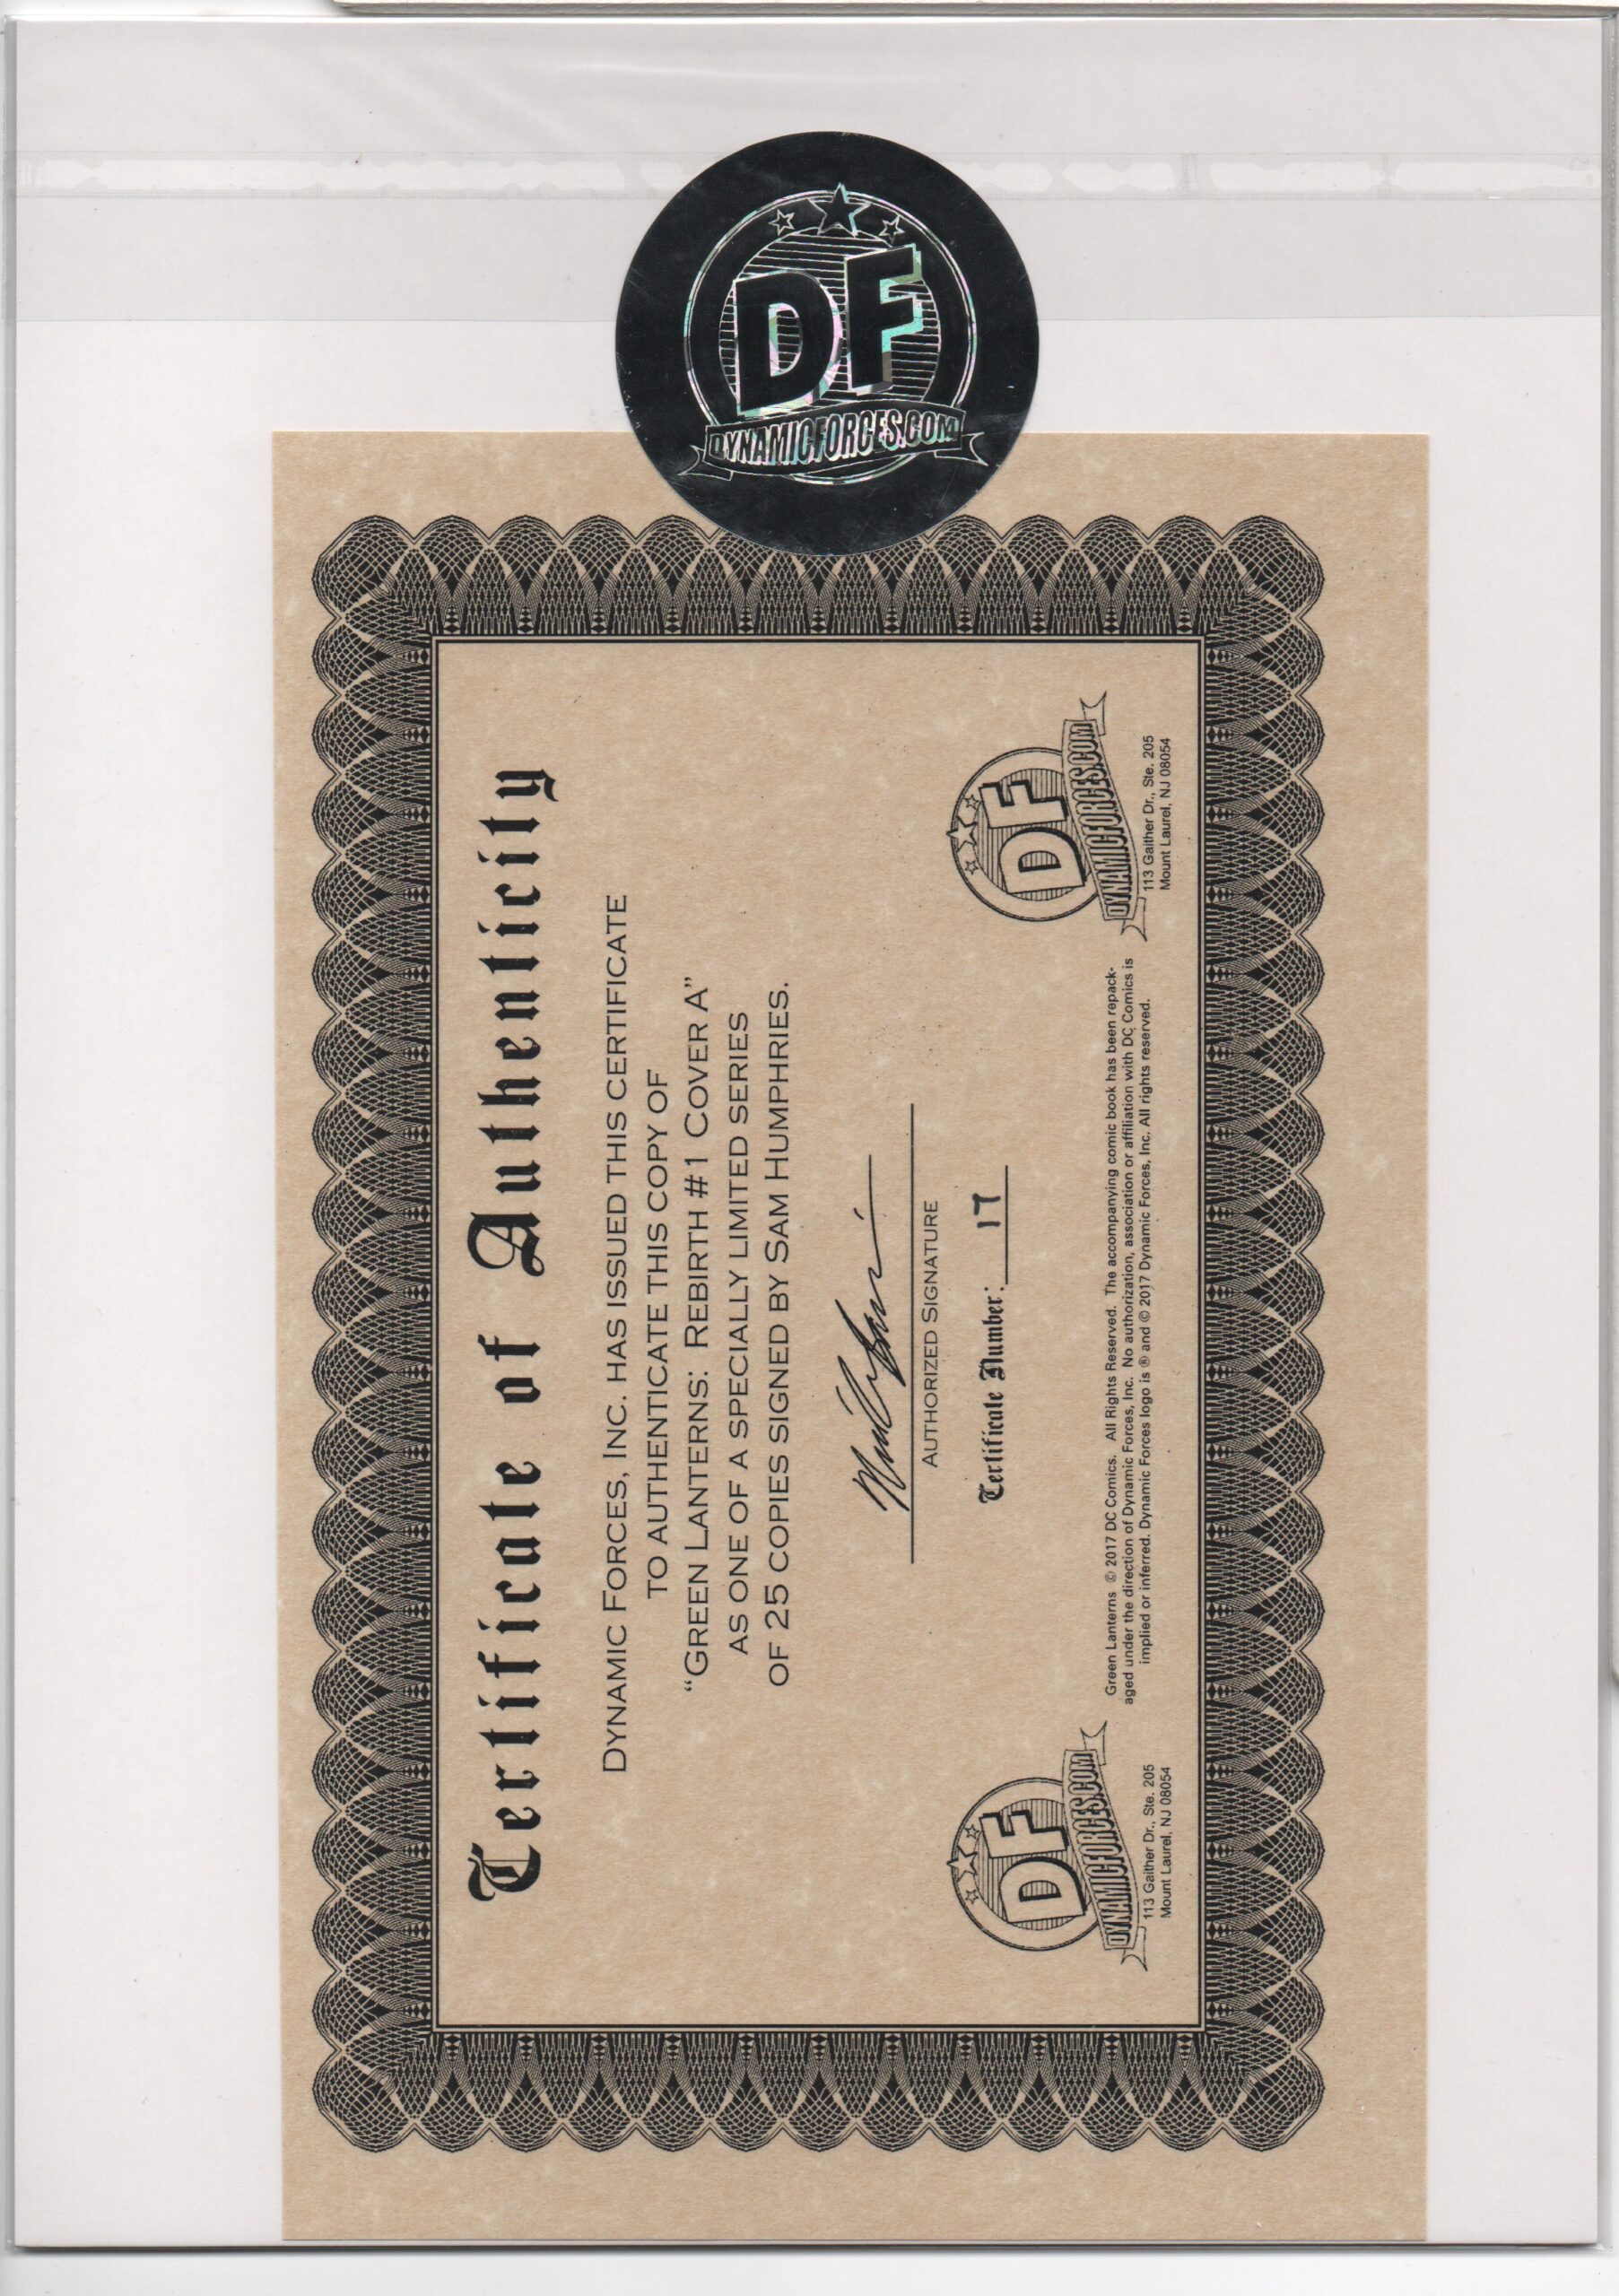 DF
DYNAMICFORCES.COM
Certificate of Authenticity
DYNAMIC FORCES, INC. HAS ISSUED THIS CERTIFICATE
TO AUTHENTICATE THIS COPY OF
“GREEN LANTERNS: REBIRTH #1 COVER A”
AS ONE OF A SPECIALLY LIMITED SERIES
OF 25 COPIES SIGNED BY SAM HUMPHRIES.
AUTHORIZED SIGNATURE
Certificate Number: 17
DF
DYNAMICFORCES.COM
113 Gaither Dr., Ste. 205
Mount Laurel, NJ 08054
Green Lanterns © 2017 DC Comics. All Rights Reserved. The accompanying comic book has been repack-
aged under the direction of Dynamic Forces, Inc. No authorization, association or affiliation with DC Comics is
implied or inferred. Dynamic Forces logo is ® and © 2017 Dynamic Forces, Inc. All rights reserved.
DF
DYNAMICFORCES.COM
113 Gaither Dr., Ste. 205
Mount Laurel, NJ 08054